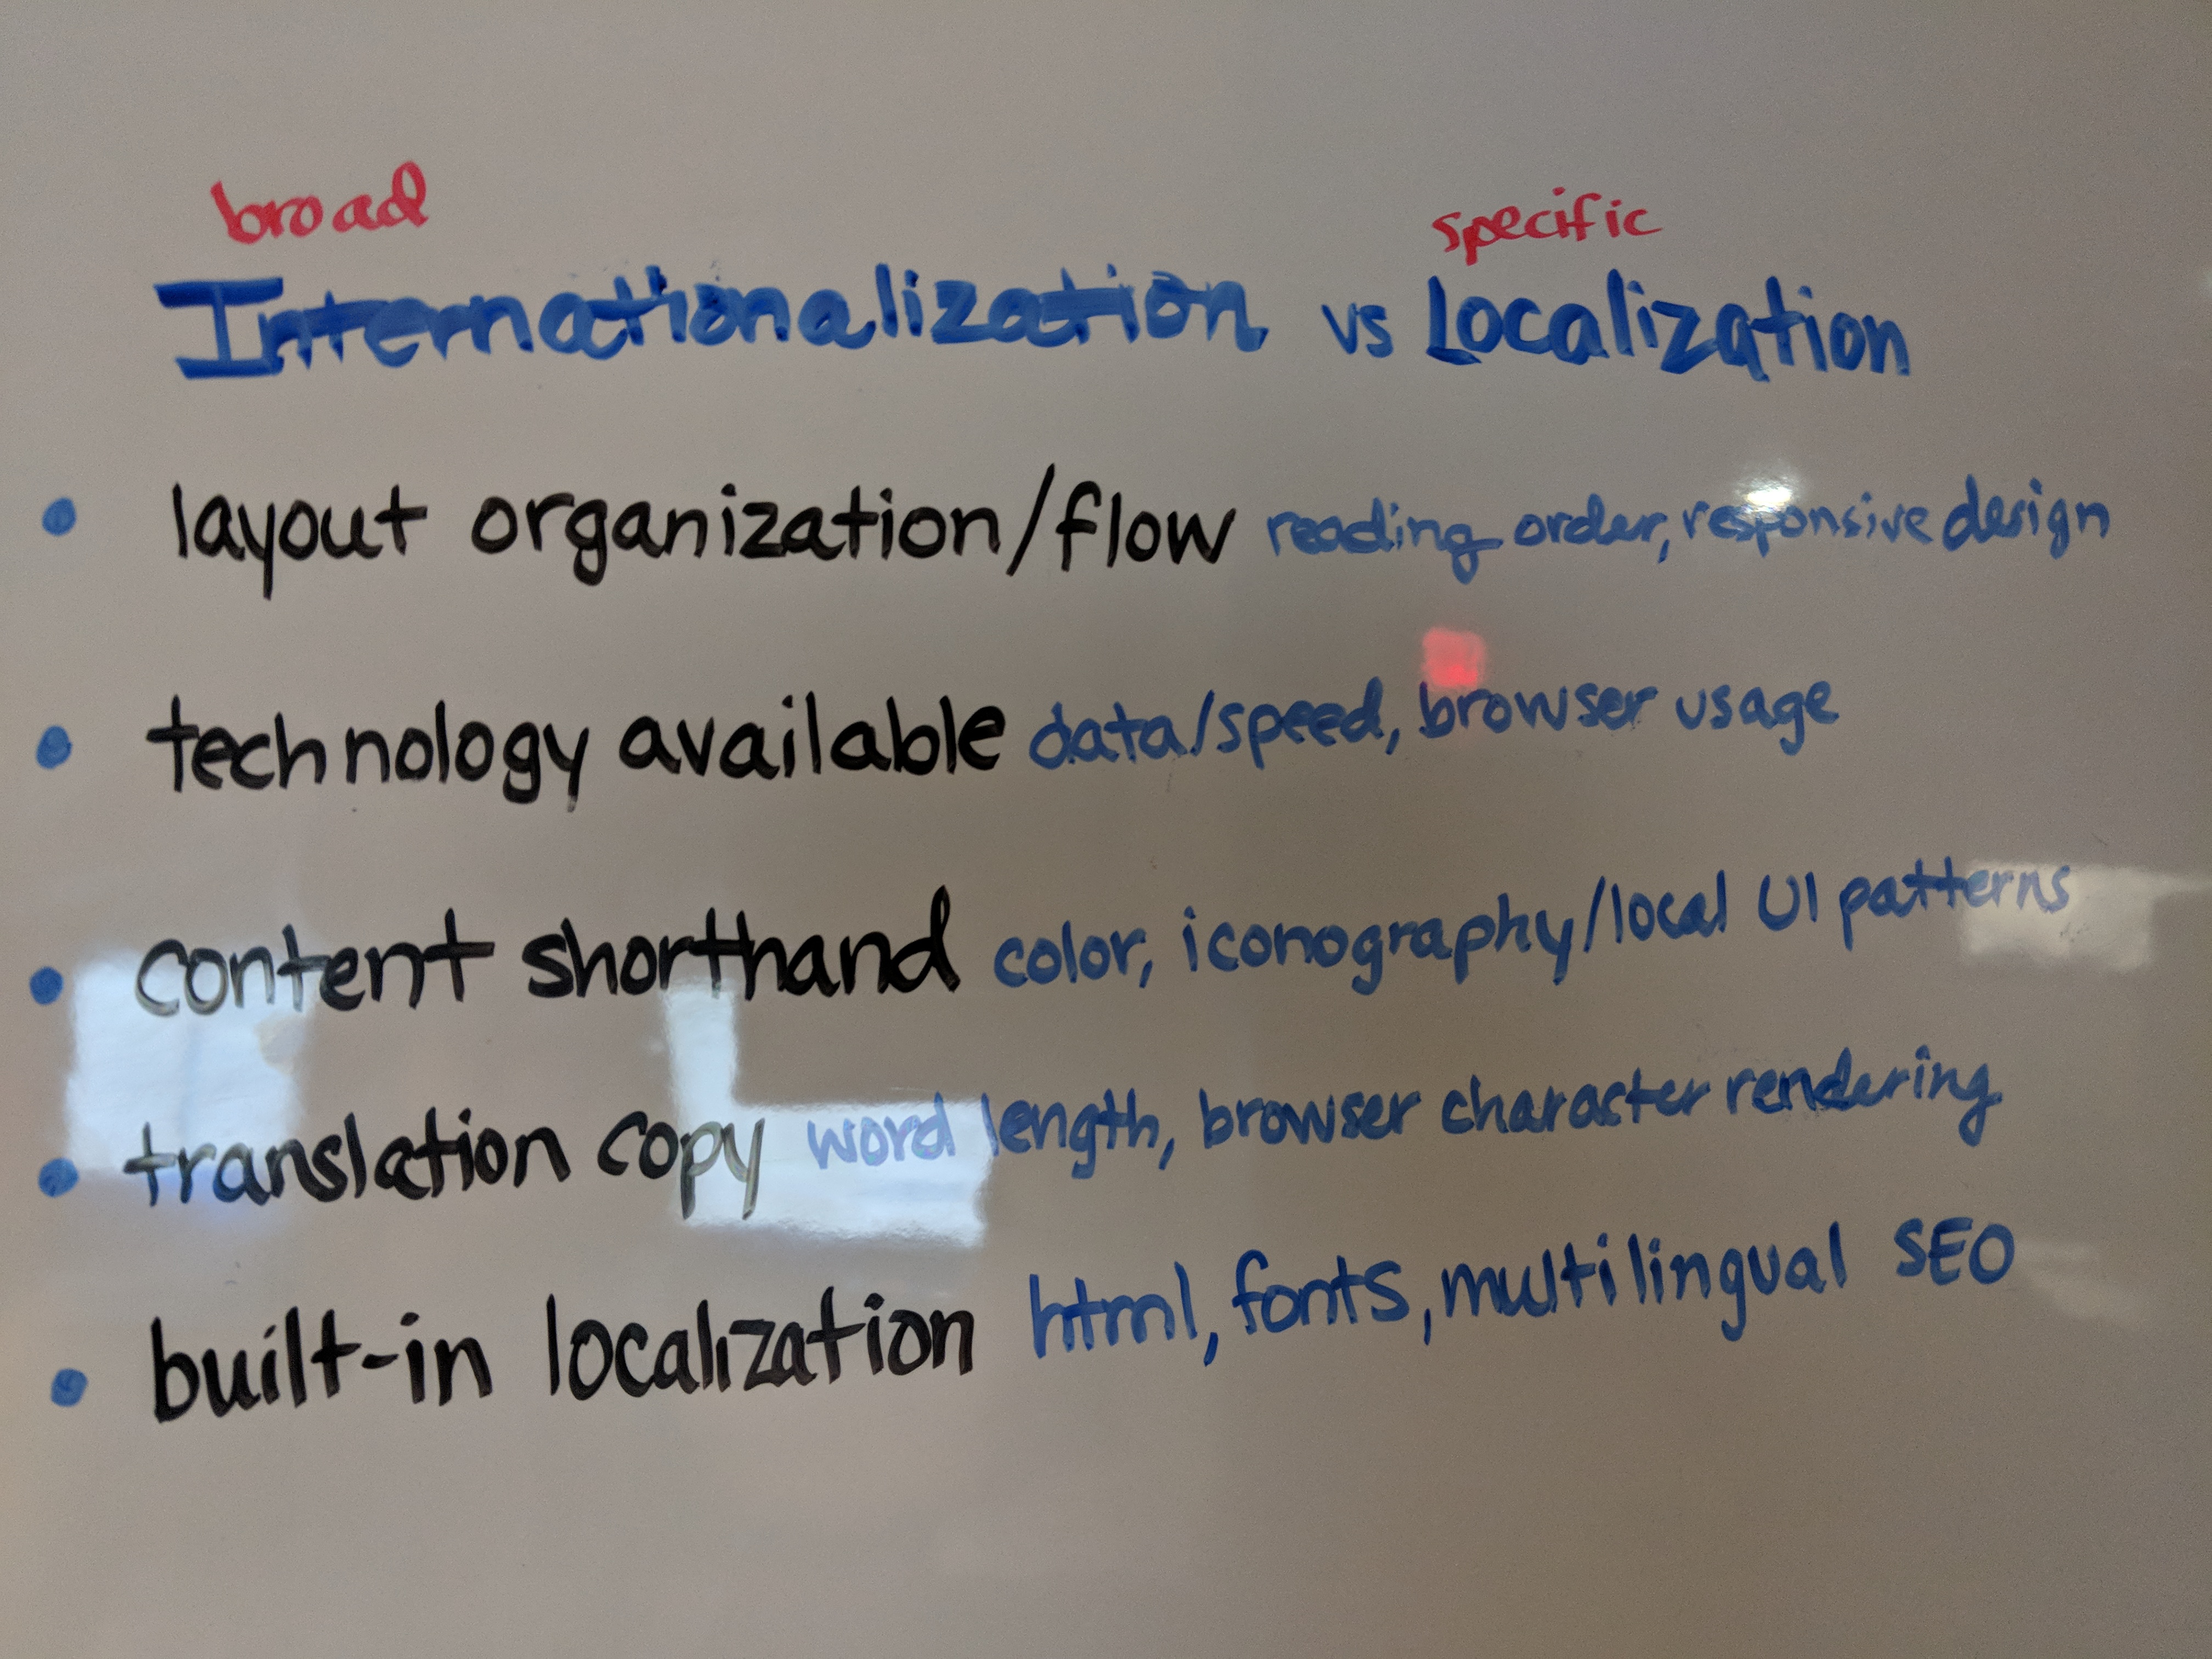 broad specific
Internationalization vs Localization
• layout organization/flow reading order, responsive design
• technology available data/speed, browser usage
• content shorthand color, iconography/local UI patterns
• translation copy word length, browser character rendering
• built-in localization html, fonts, multilingual SEO